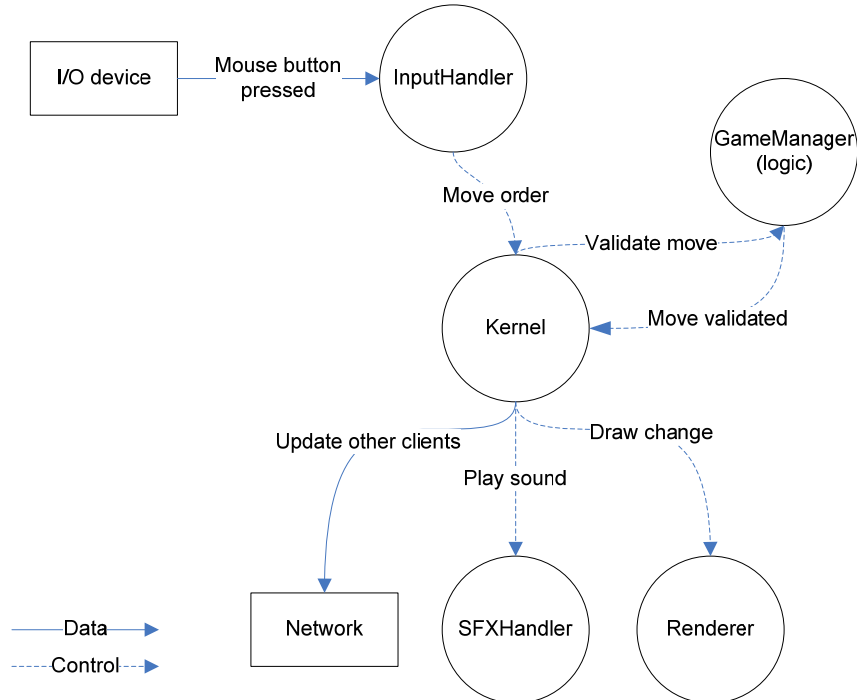 I/O device
Mouse button
pressed
InputHandler
GameManager
(logic)
Move order
Validate move
Kernel
Move validated
Update other clients
Draw change
Play sound
Network
SFXHandler
Renderer
Data
Control